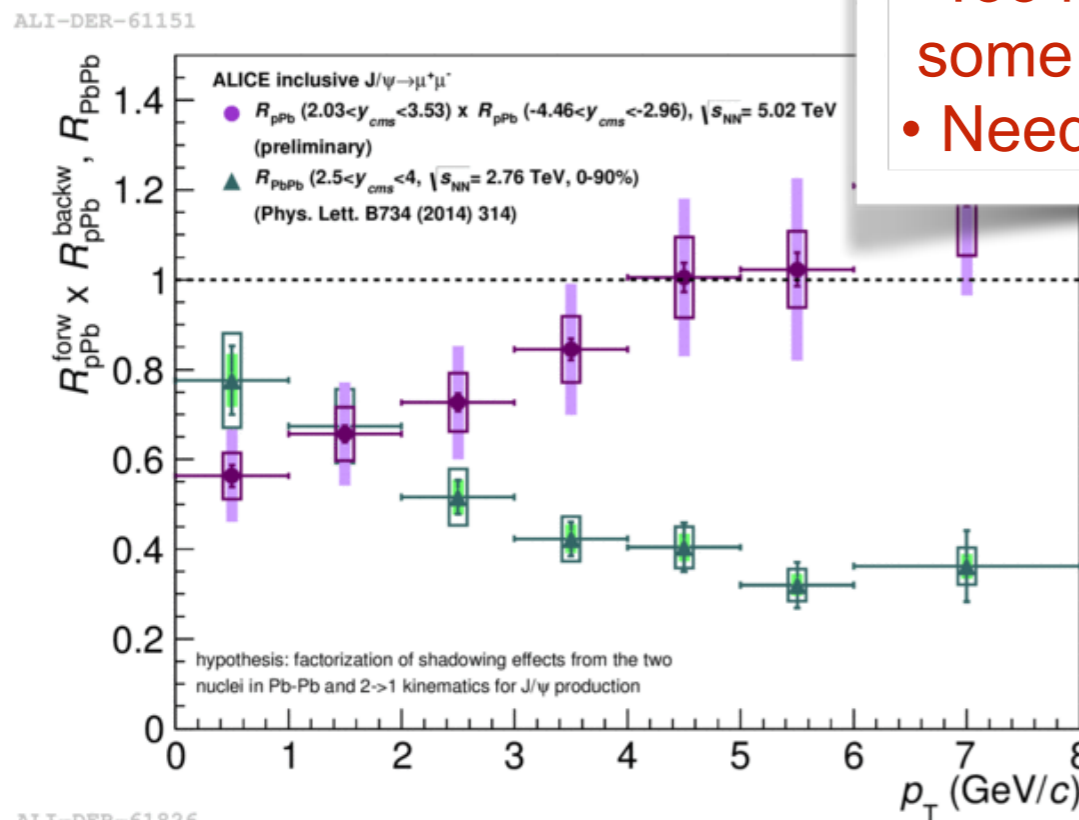 ALI-DER-61151
some
• Need
ALICE inclusive J/ψ→μ⁺μ⁻
R_pPb (2.03<y_cms<3.53) x R_pPb (-4.46<y_cms<-2.96), √s_NN= 5.02 TeV
(preliminary)
R_PbPb (2.5<y_cms<4, √s_NN= 2.76 TeV, 0-90%)
(Phys. Lett. B734 (2014) 314)
R_pPb^forw x R_pPb^backw, R_PbPb
1.4
1.2
1
0.8
0.6
0.4
0.2
0
hypothesis: factorization of shadowing effects from the two
nuclei in Pb-Pb and 2->1 kinematics for J/ψ production
0 1 2 3 4 5 6 7 8
p_T (GeV/c)
ALI-DER-61826